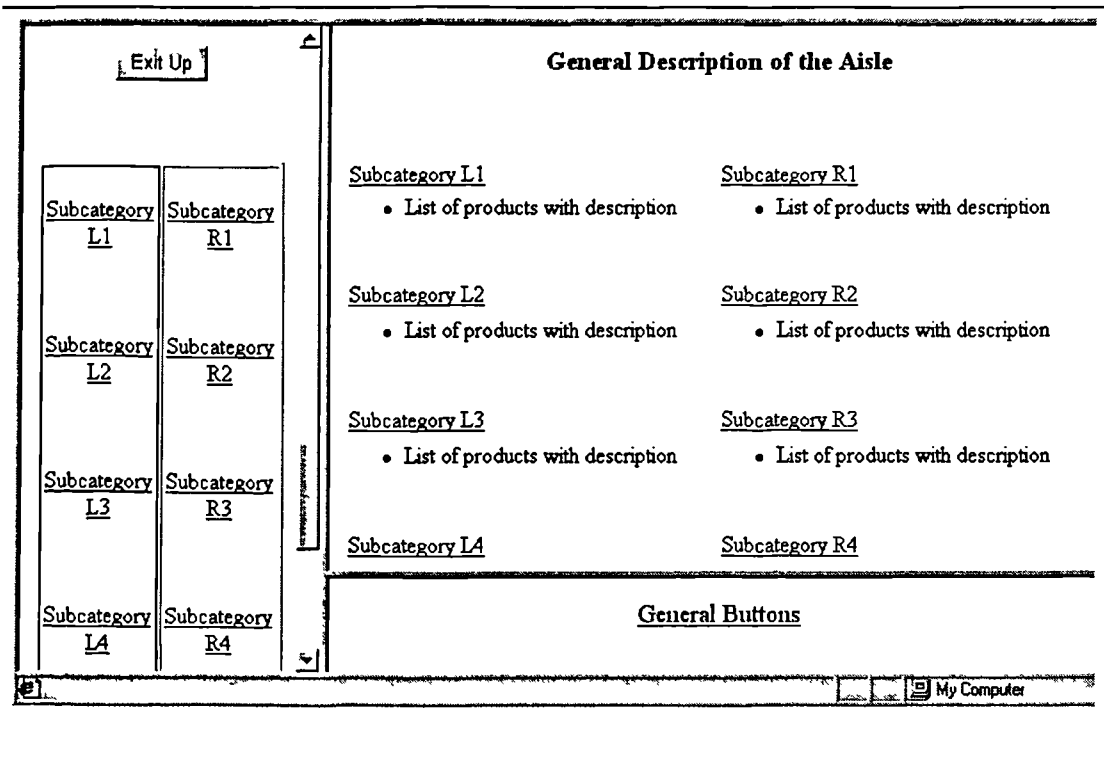 Exit Up
Subcategory L1
Subcategory R1
Subcategory L2
Subcategory R2
Subcategory L3
Subcategory R3
Subcategory L4
Subcategory R4
General Description of the Aisle
Subcategory L1
• List of products with description
Subcategory R1
• List of products with description
Subcategory L2
• List of products with description
Subcategory R2
• List of products with description
Subcategory L3
• List of products with description
Subcategory R3
• List of products with description
Subcategory L4
Subcategory R4
General Buttons
My Computer